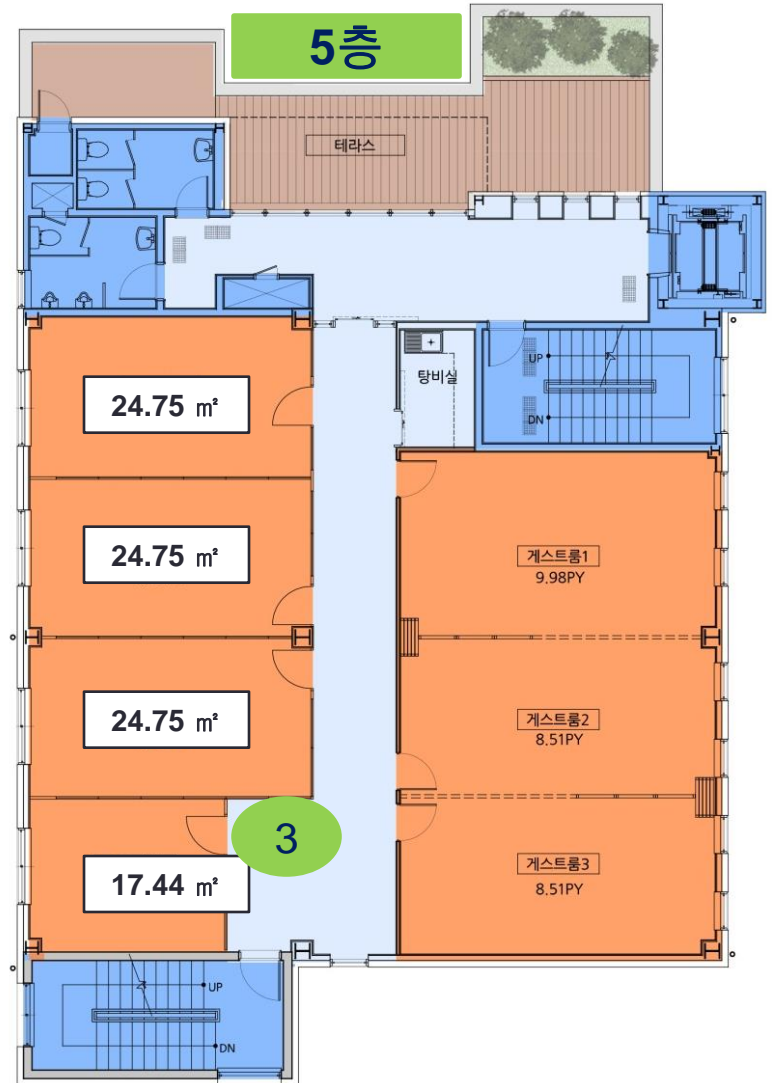 5층
테라스
24.75 ㎡
탕비실
UP
DN
24.75 ㎡
게스트룸1
9.98PY
24.75 ㎡
게스트룸2
8.51PY
3
17.44 ㎡
게스트룸3
8.51PY
UP
DN